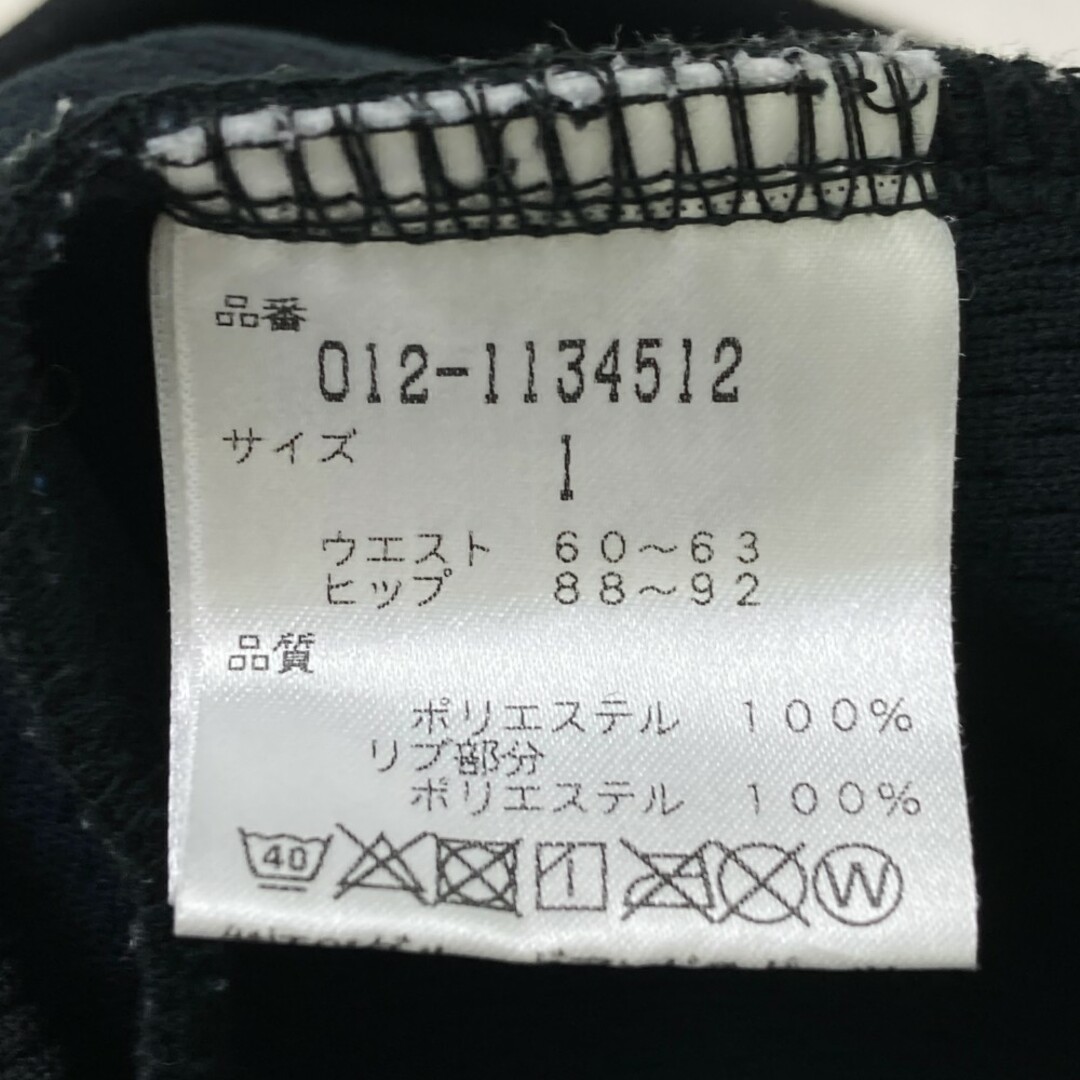 品番
012-1134512
サイズ 1
ウエスト 60～63
ヒップ 88～92
品質
ポリエステル 100%
リブ部分
ポリエステル 100%
40 W